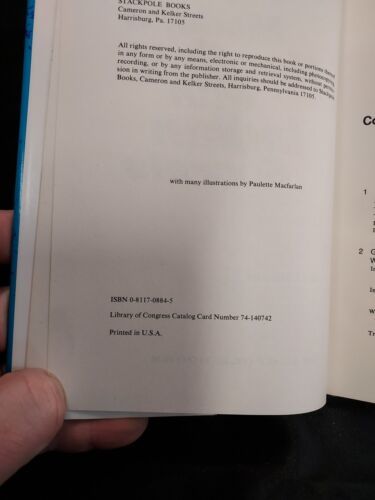 STACKPOLE BOOKS
Cameron and Kelker Streets
Harrisburg, Pa. 17105
All rights reserved, including the right to reproduce this book or portions thereof
in any form or by any means, electronic or mechanical, including photocopying,
recording, or by any information storage and retrieval system, without permis-
sion in writing from the publisher. All inquiries should be addressed to Stackpole
Books, Cameron and Kelker Streets, Harrisburg, Pennsylvania 17105.
with many illustrations by Paulette Macfarlan
ISBN 0-8117-0884-5
Library of Congress Catalog Card Number 74-140742
Printed in U.S.A.
Co
1
2